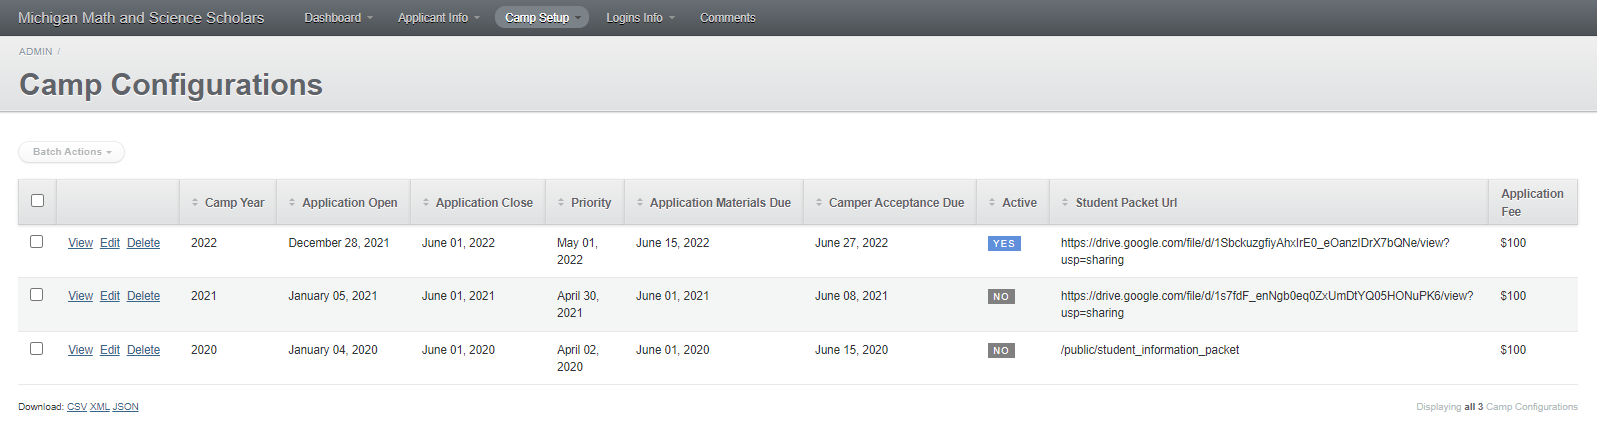 Michigan Math and Science Scholars Dashboard Applicant Info Camp Setup Logins Info Comments
ADMIN /
Camp Configurations
Batch Actions
Camp Year Application Open Application Close Priority Application Materials Due Camper Acceptance Due Active Student Packet Url Application
Fee
View Edit Delete 2022 December 28, 2021 June 01, 2022 May 01, June 15, 2022 June 27, 2022 YES https://drive.google.com/file/d/1SbckuzgfiyAhxIrE0_eOanzIDrX7bQNe/view? $100
2022 usp=sharing
View Edit Delete 2021 January 05, 2021 June 01, 2021 April 30, June 01, 2021 June 08, 2021 NO https://drive.google.com/file/d/1s7fdF_enNgb0eq0ZxUmDtYQ05HONuPK6/view? $100
2021 usp=sharing
View Edit Delete 2020 January 04, 2020 June 01, 2020 April 02, June 01, 2020 June 15, 2020 NO /public/student_information_packet $100
2020
Download: CSV XML JSON Displaying all 3 Camp Configurations